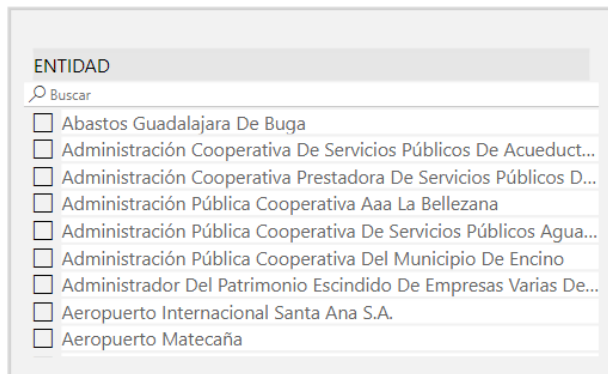 ENTIDAD
Buscar
Abastos Guadalajara De Buga
Administración Cooperativa De Servicios Públicos De Acueduct...
Administración Cooperativa Prestadora De Servicios Públicos D...
Administración Pública Cooperativa Aaa La Bellezana
Administración Pública Cooperativa De Servicios Públicos Agua...
Administración Pública Cooperativa Del Municipio De Encino
Administrador Del Patrimonio Escindido De Empresas Varias De...
Aeropuerto Internacional Santa Ana S.A.
Aeropuerto Matecaña